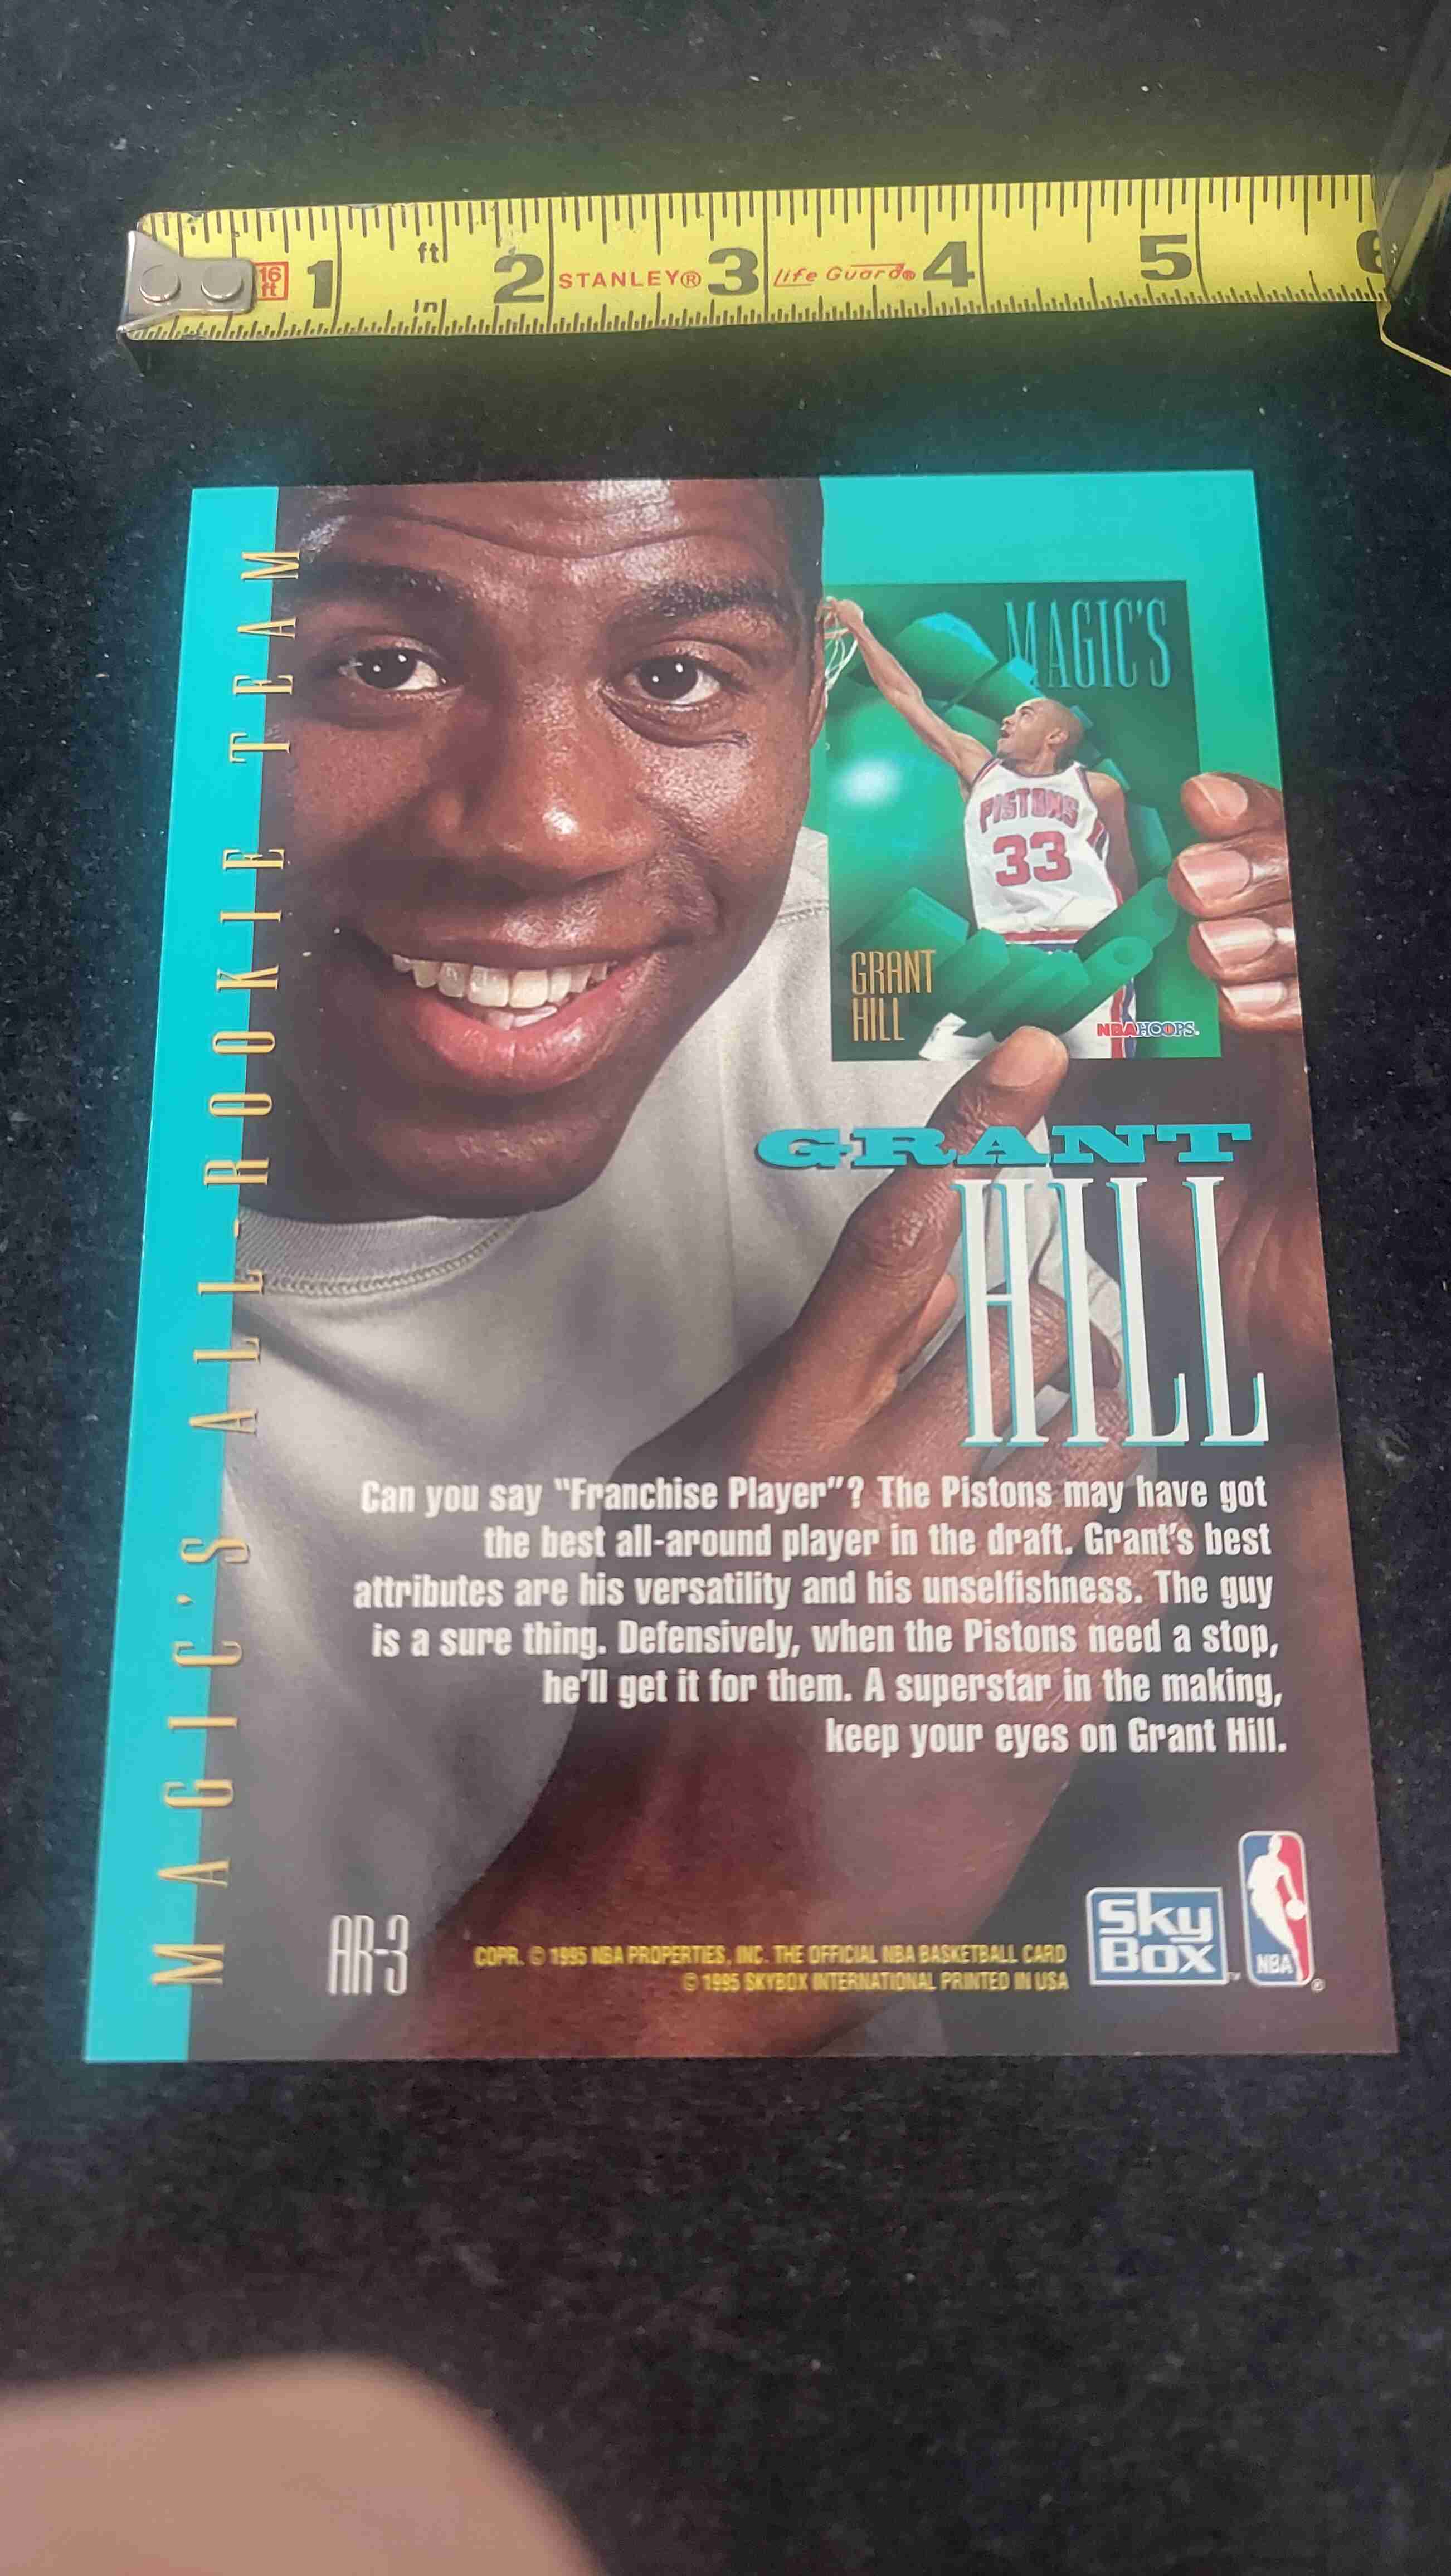 16
ft
1
ft
in
2
STANLEY®
3
Life Guard®
4
5
6
MAGIC'S ALL-ROOKIE TEAM
MAGIC'S
PISTONS
33
GRANT
HILL
NBA HOOPS
GRANT
HILL
Can you say "Franchise Player"? The Pistons may have got
the best all-around player in the draft. Grant's best
attributes are his versatility and his unselfishness. The guy
is a sure thing. Defensively, when the Pistons need a stop,
he'll get it for them. A superstar in the making,
keep your eyes on Grant Hill.
AR-3
COPR. © 1995 NBA PROPERTIES, INC. THE OFFICIAL NBA BASKETBALL CARD
© 1995 SKYBOX INTERNATIONAL PRINTED IN USA
Sky
Box
TM
NBA
®